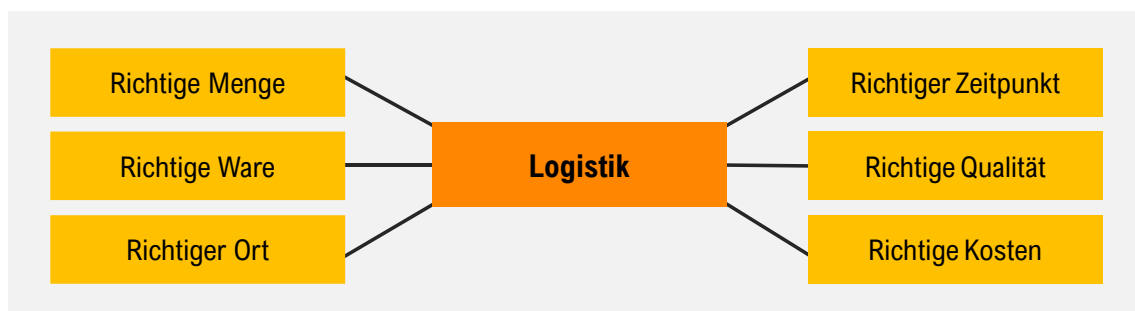 Richtige Menge
Richtige Ware
Richtiger Ort
Logistik
Richtiger Zeitpunkt
Richtige Qualität
Richtige Kosten